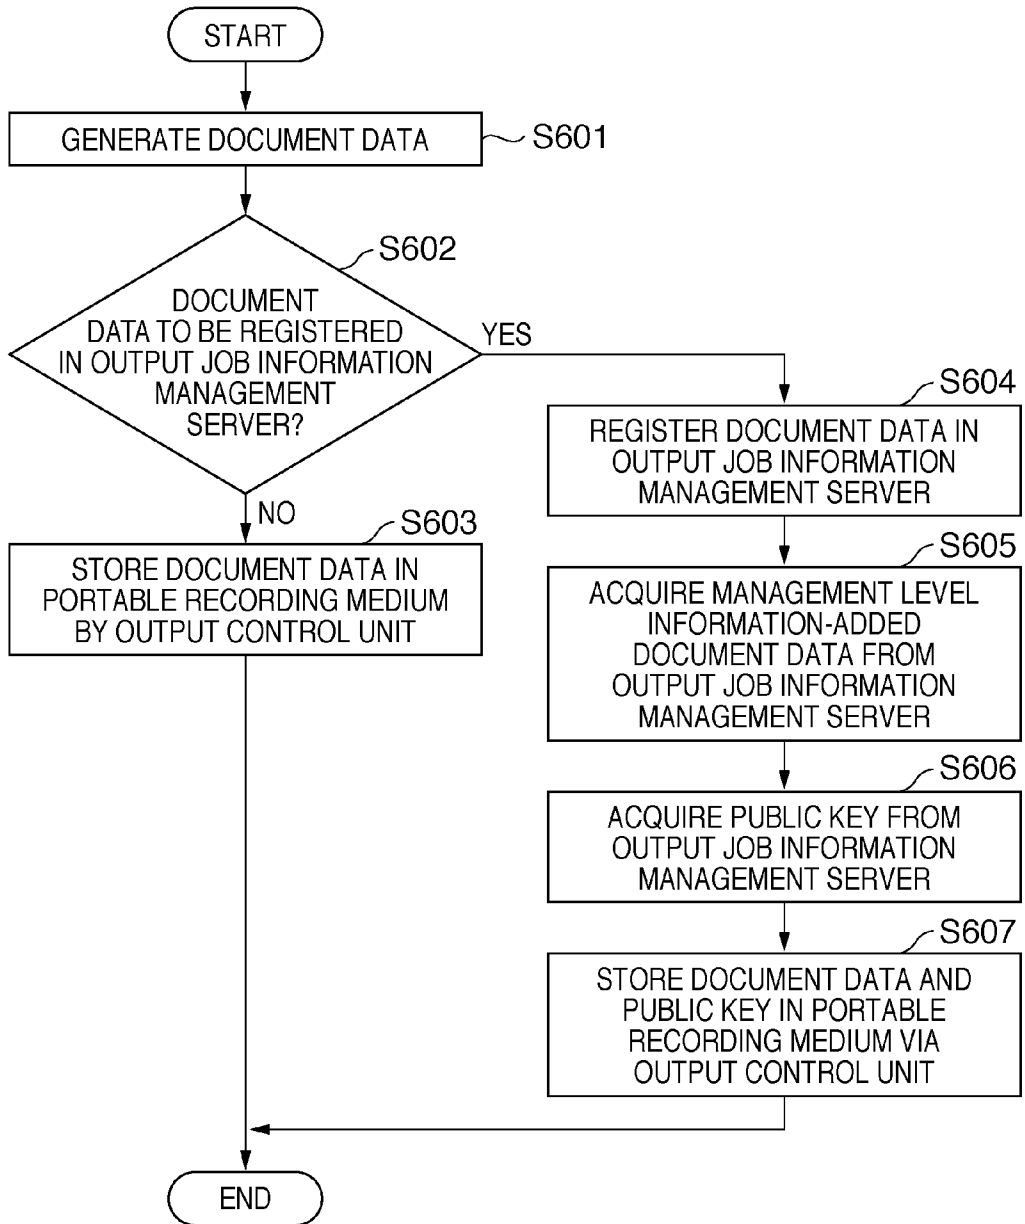 START
GENERATE DOCUMENT DATA
S601
S602
DOCUMENT
DATA TO BE REGISTERED
IN OUTPUT JOB INFORMATION
MANAGEMENT
SERVER?
YES
NO
S603
STORE DOCUMENT DATA IN
PORTABLE RECORDING MEDIUM
BY OUTPUT CONTROL UNIT
S604
REGISTER DOCUMENT DATA IN
OUTPUT JOB INFORMATION
MANAGEMENT SERVER
S605
ACQUIRE MANAGEMENT LEVEL
INFORMATION-ADDED
DOCUMENT DATA FROM
OUTPUT JOB INFORMATION
MANAGEMENT SERVER
S606
ACQUIRE PUBLIC KEY FROM
OUTPUT JOB INFORMATION
MANAGEMENT SERVER
S607
STORE DOCUMENT DATA AND
PUBLIC KEY IN PORTABLE
RECORDING MEDIUM VIA
OUTPUT CONTROL UNIT
END